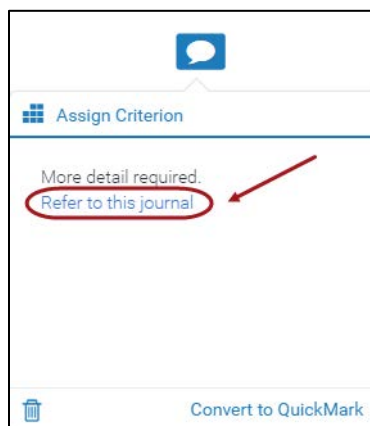 Assign Criterion
More detail required.
Refer to this journal
Convert to QuickMark